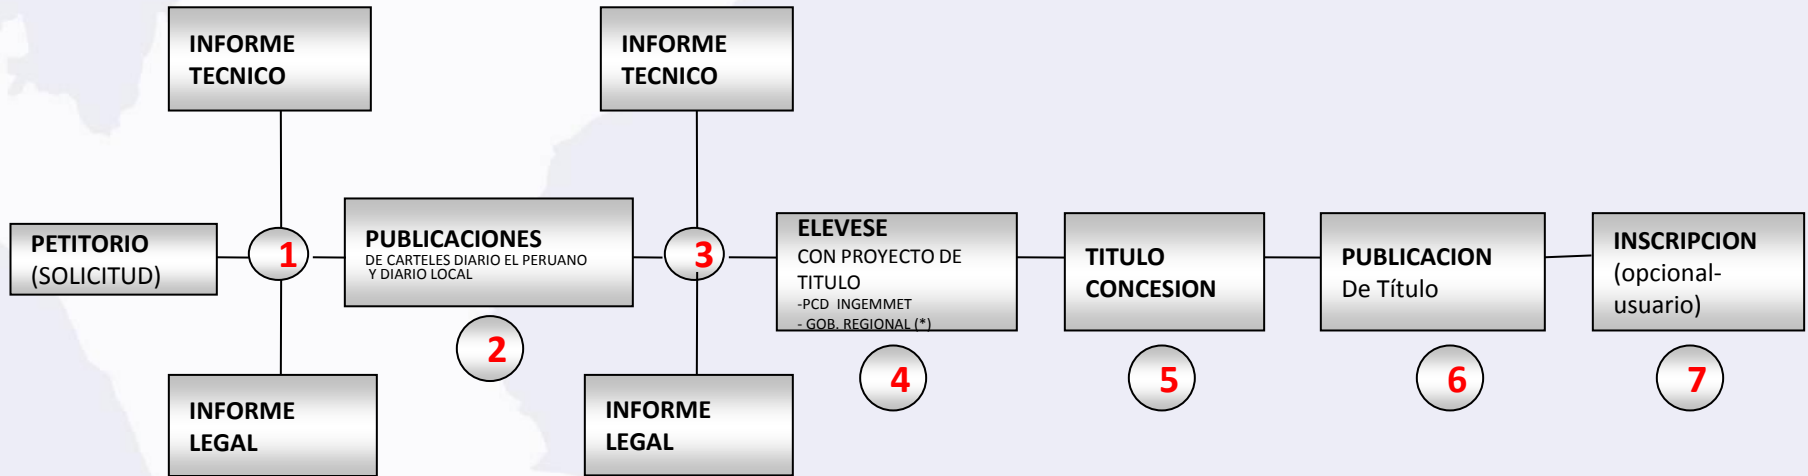 INFORME
TECNICO
INFORME
TECNICO
PETITORIO
(SOLICITUD)
1
PUBLICACIONES
DE CARTELES DIARIO EL PERUANO
Y DIARIO LOCAL
2
3
ELEVESE
CON PROYECTO DE
TITULO
-PCD INGEMMET
- GOB. REGIONAL (*)
4
TITULO
CONCESION
5
PUBLICACION
De Título
6
INSCRIPCION
(opcional-
usuario)
7
INFORME
LEGAL
INFORME
LEGAL